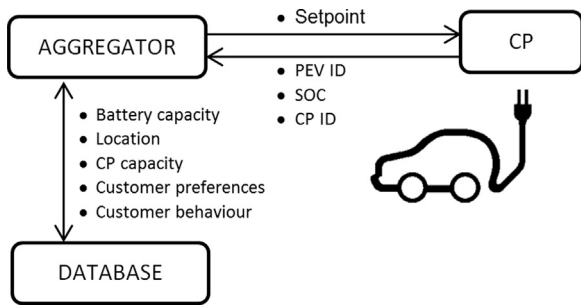 • Setpoint
AGGREGATOR
CP
• PEV ID
• SOC
• CP ID
• Battery capacity
• Location
• CP capacity
• Customer preferences
• Customer behaviour
DATABASE